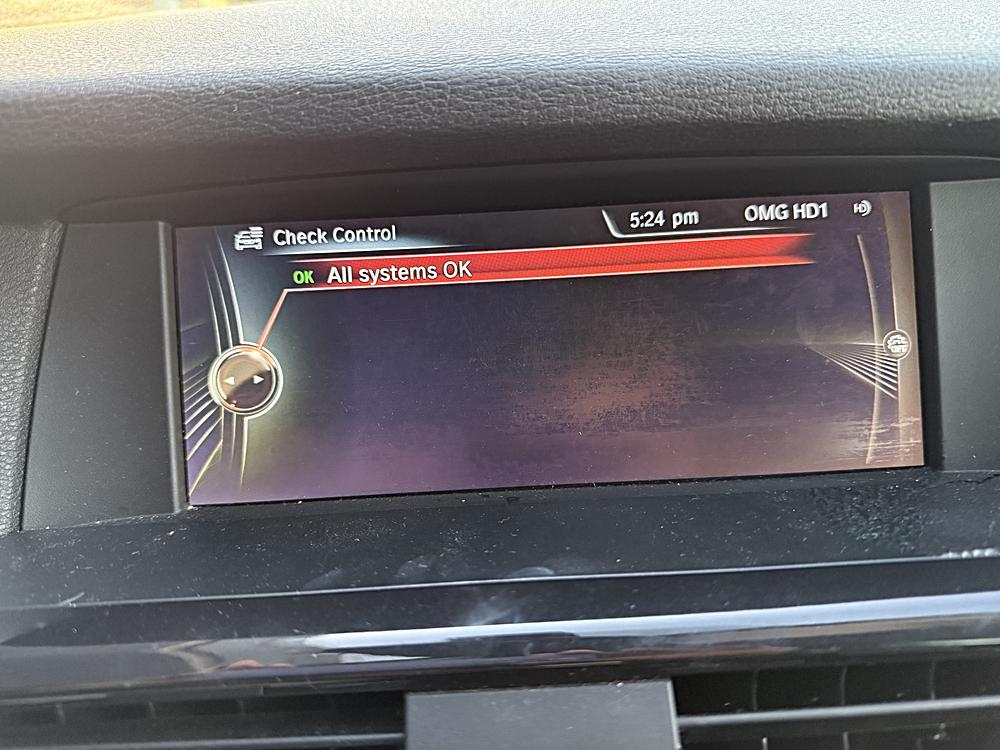 Check Control
5:24 pm
OMG HD1
OK All systems OK